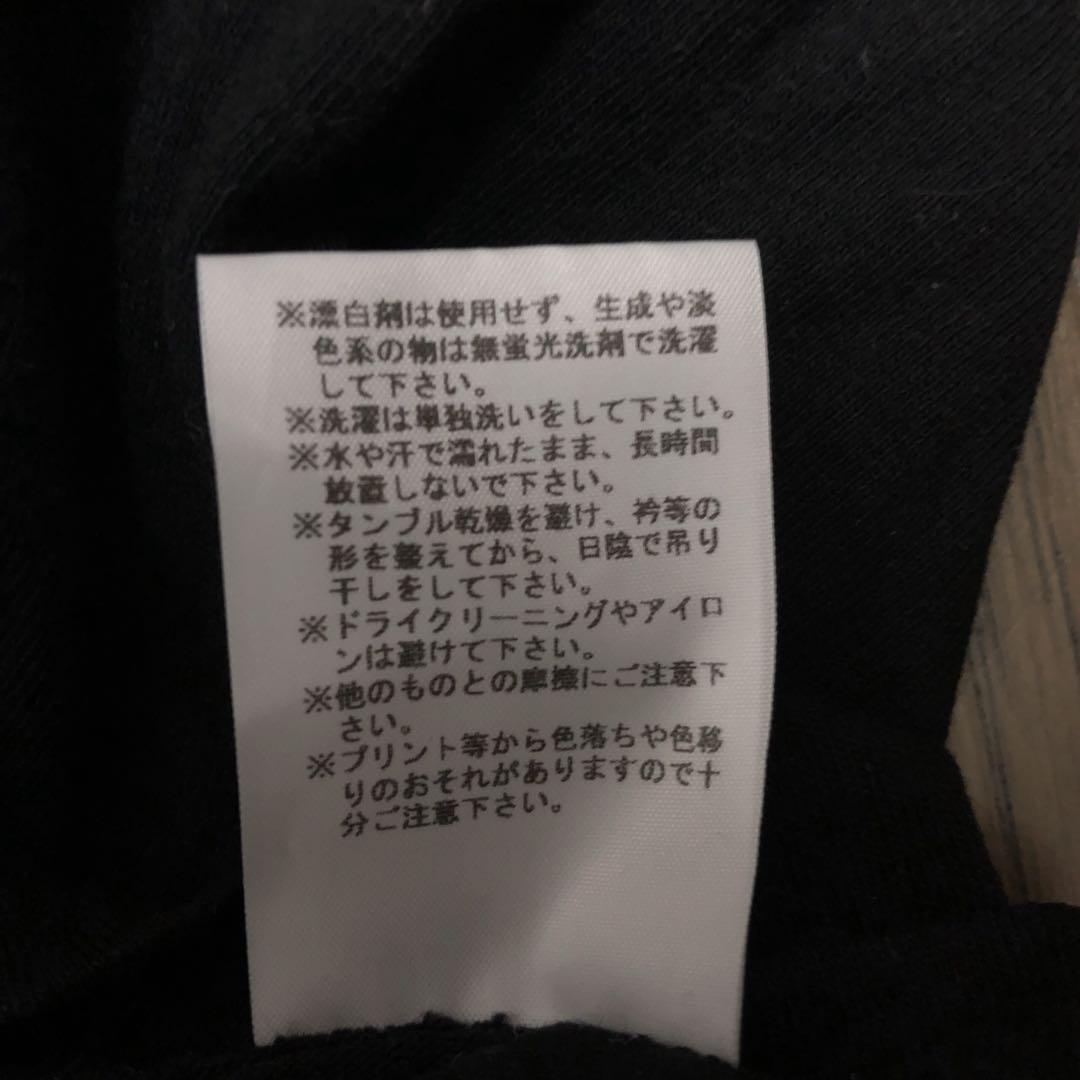 ※漂白剤は使用せず、生成や淡
色系の物は無蛍光洗剤で洗濯
して下さい。
※洗濯は単独洗いをして下さい。
※水や汗で濡れたまま、長時間
放置しないで下さい。
※タンブル乾燥を避け、衿等の
形を整えてから、日陰で吊り
干しをして下さい。
※ドライクリーニングやアイロ
ンは避けて下さい。
※他のものとの摩擦にご注意下
さい。
※プリント等から色落ちや色移
りのおそれがありますので十
分ご注意下さい。